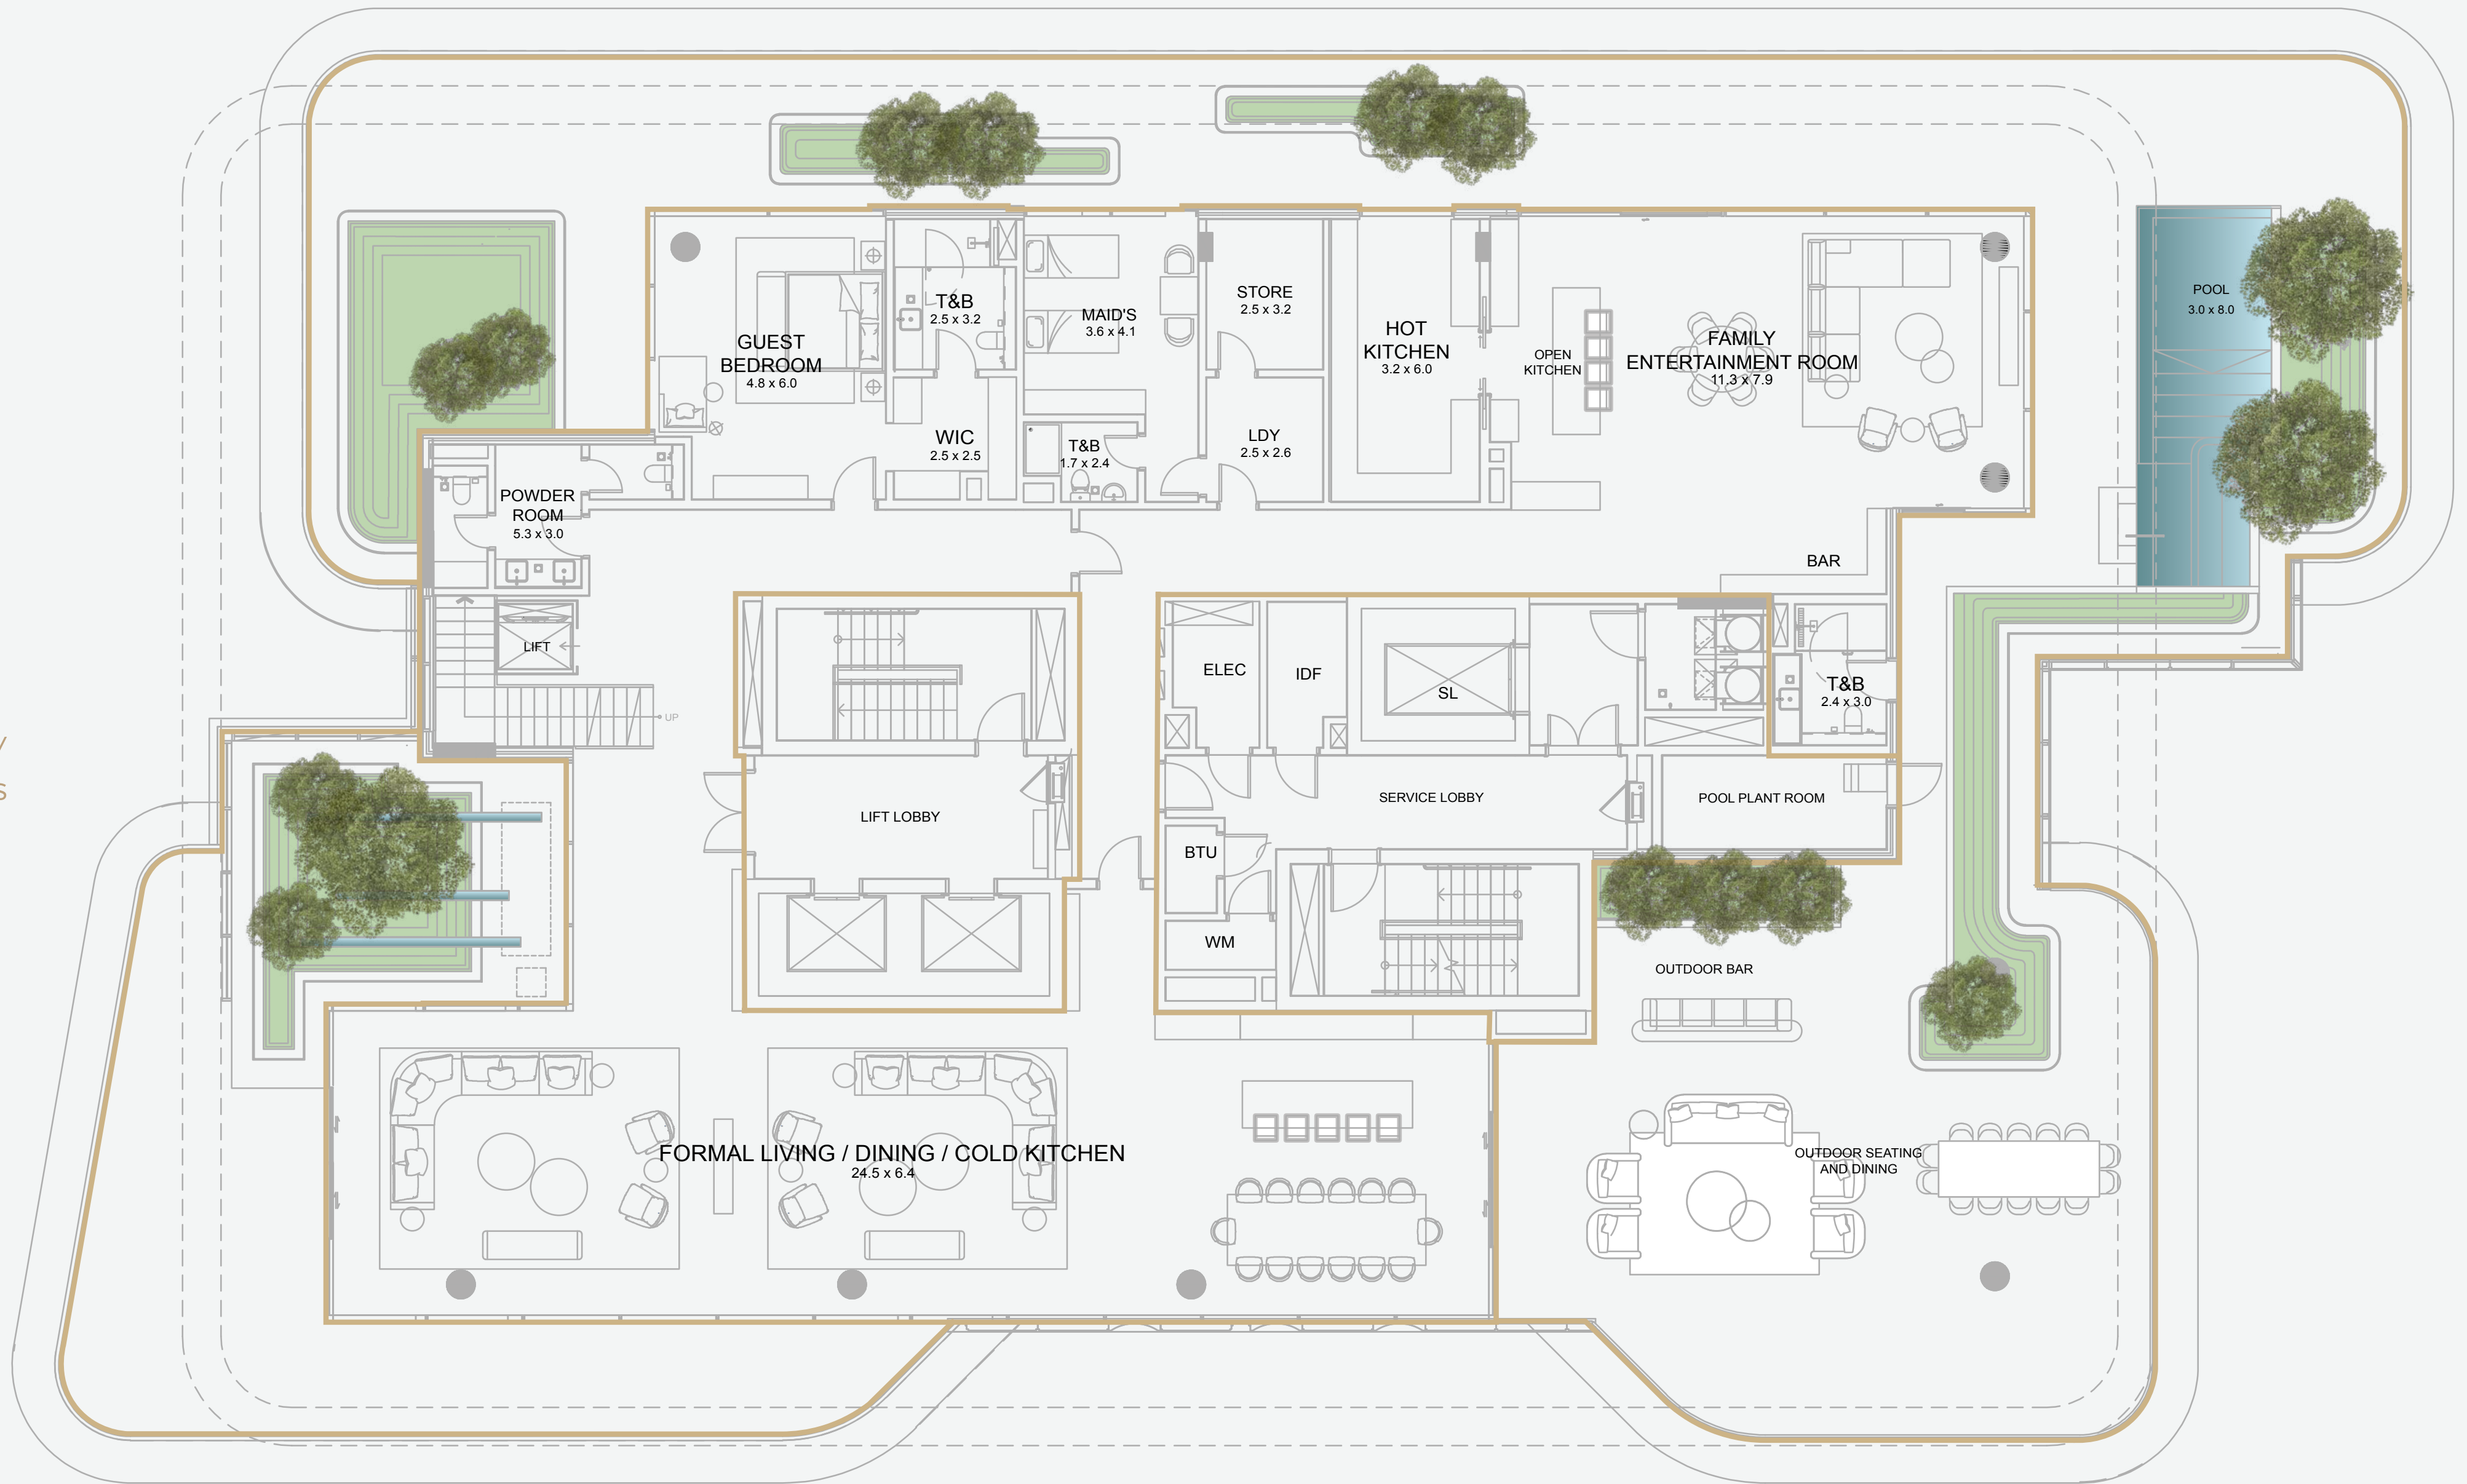 POOL
3.0 x 8.0
STORE
2.5 x 3.2
T&B
2.5 x 3.2
MAID'S
3.6 x 4.1
GUEST
BEDROOM
4.8 x 6.0
HOT
KITCHEN
3.2 x 6.0
OPEN
KITCHEN
FAMILY
ENTERTAINMENT ROOM
11.3 x 7.9
WIC
2.5 x 2.5
T&B
1.7 x 2.4
LDY
2.5 x 2.6
POWDER
ROOM
5.3 x 3.0
BAR
LIFT
ELEC
IDF
SL
T&B
2.4 x 3.0
UP
LIFT LOBBY
SERVICE LOBBY
POOL PLANT ROOM
BTU
WM
OUTDOOR BAR
FORMAL LIVING / DINING / COLD KITCHEN
24.5 x 6.4
OUTDOOR SEATING
AND DINING